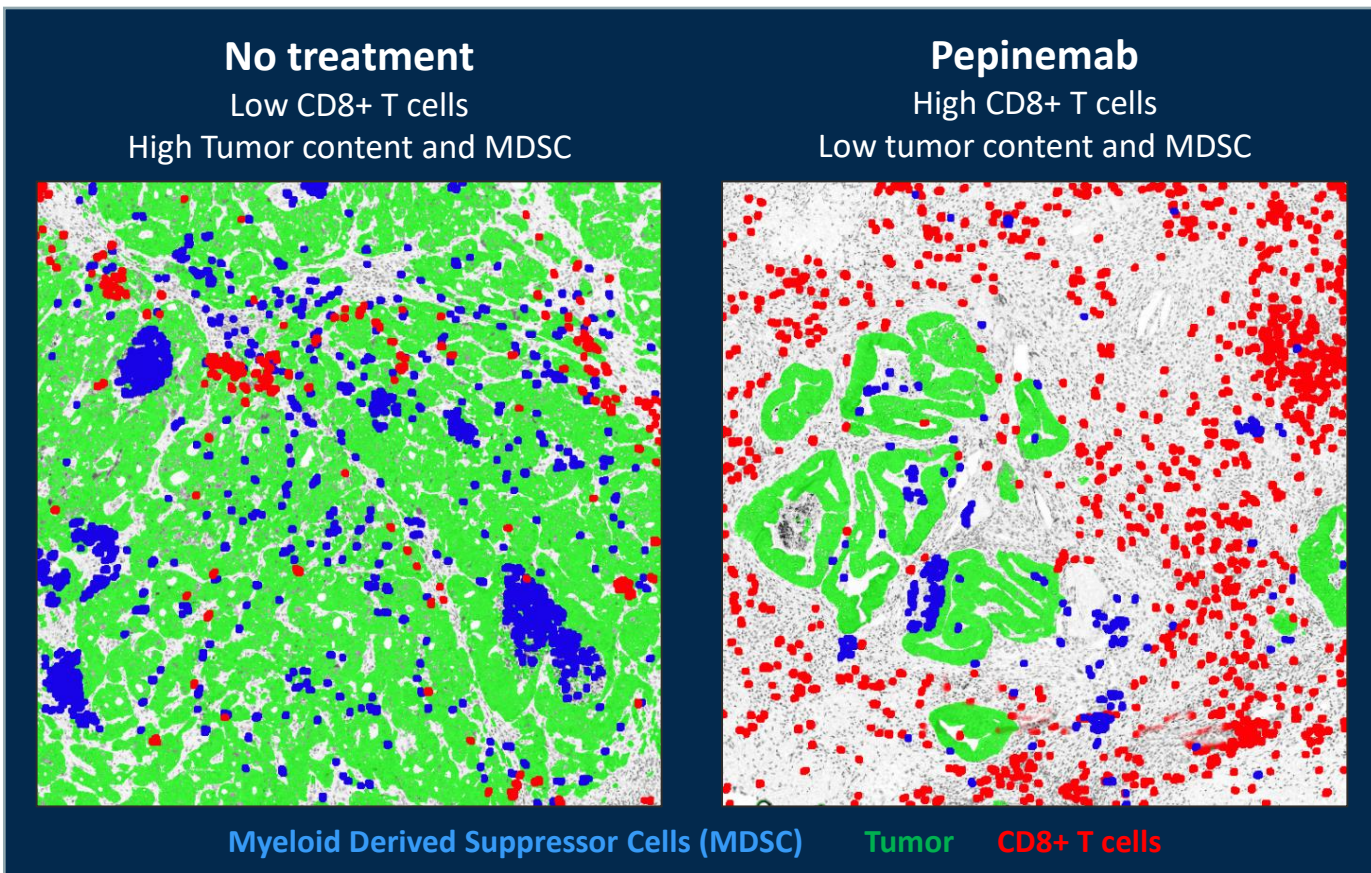 No treatment
Low CD8+ T cells
High Tumor content and MDSC
Pepinemab
High CD8+ T cells
Low tumor content and MDSC
Myeloid Derived Suppressor Cells (MDSC) Tumor CD8+ T cells